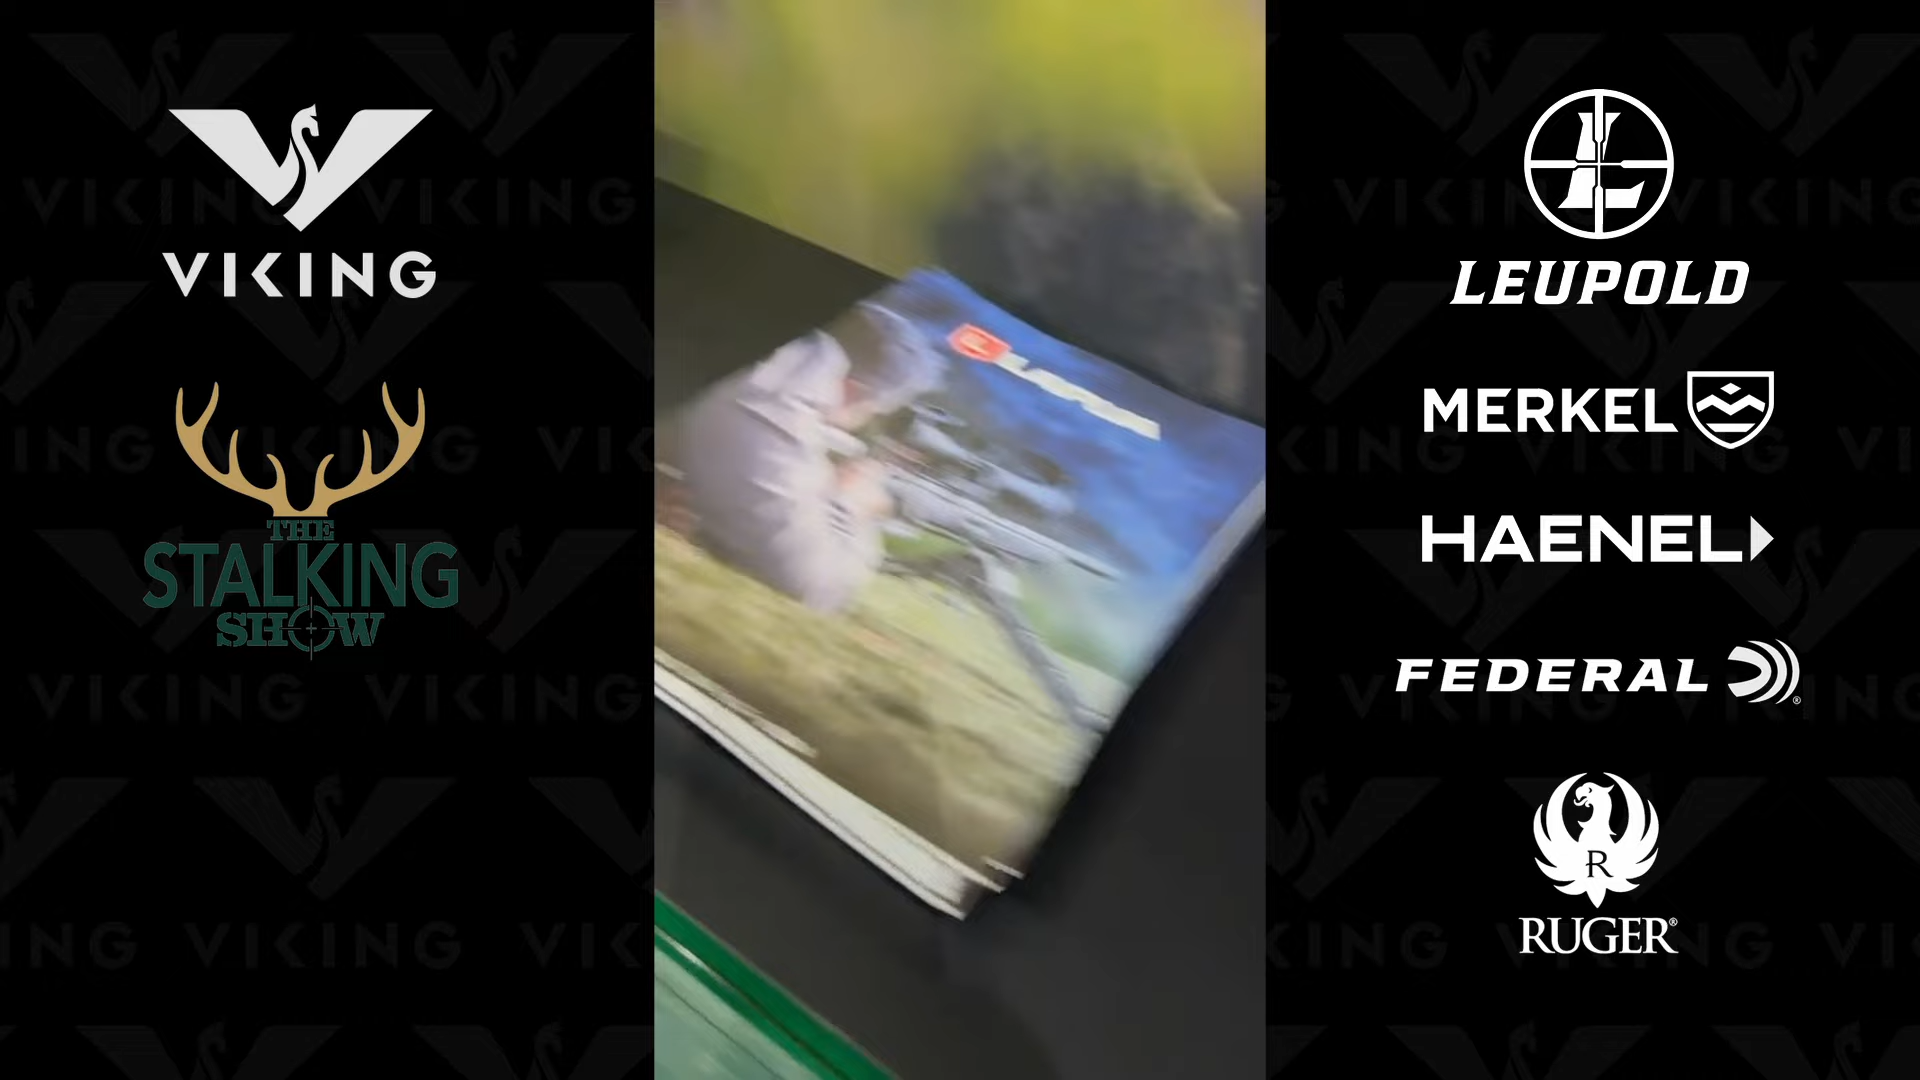 VIKING
THE
STALKING
SHOW
LEUPOLD
MERKEL
HAENEL
FEDERAL
®
R
RUGER®